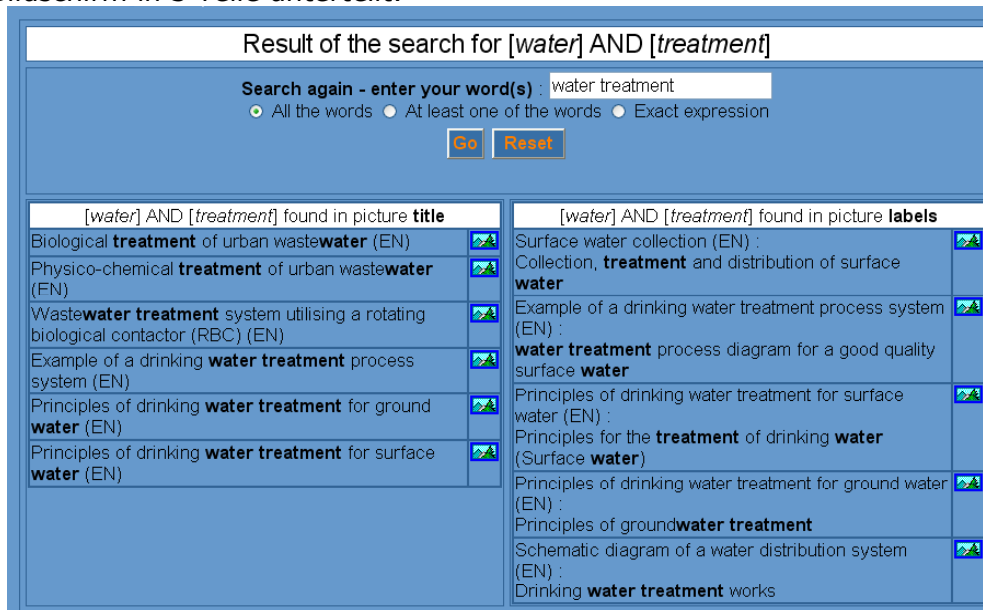 in 3 Teile unterteilt.
Result of the search for [water] AND [treatment]
Search again - enter your word(s) : water treatment
All the words At least one of the words Exact expression
Go Reset
[water] AND [treatment] found in picture title
Biological treatment of urban wastewater (EN)
Physico-chemical treatment of urban wastewater
(EN)
Wastewater treatment system utilising a rotating
biological contactor (RBC) (EN)
Example of a drinking water treatment process
system (EN)
Principles of drinking water treatment for ground
water (EN)
Principles of drinking water treatment for surface
water (EN)
[water] AND [treatment] found in picture labels
Surface water collection (EN) :
Collection, treatment and distribution of surface
water
Example of a drinking water treatment process system
(EN) :
water treatment process diagram for a good quality
surface water
Principles of drinking water treatment for surface
water (EN) :
Principles for the treatment of drinking water
(Surface water)
Principles of drinking water treatment for ground water
(EN) :
Principles of groundwater treatment
Schematic diagram of a water distribution system
(EN) :
Drinking water treatment works